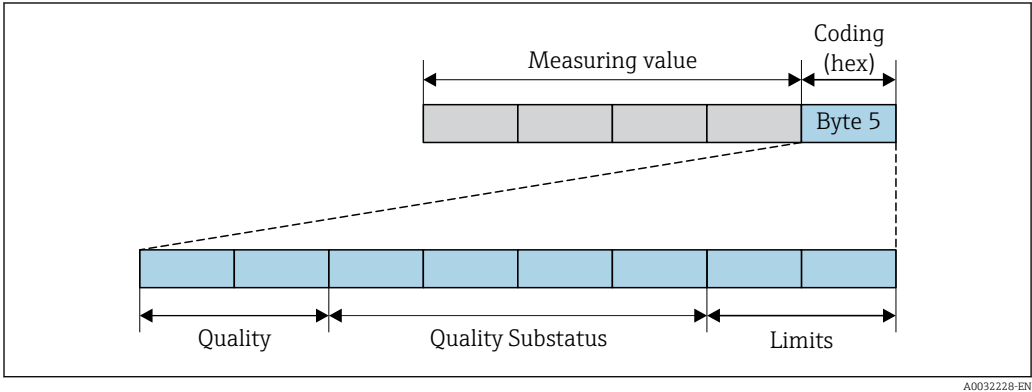 Coding
Measuring value
(hex)
Byte 5
Quality
Quality Substatus
Limits
A0032228-EN